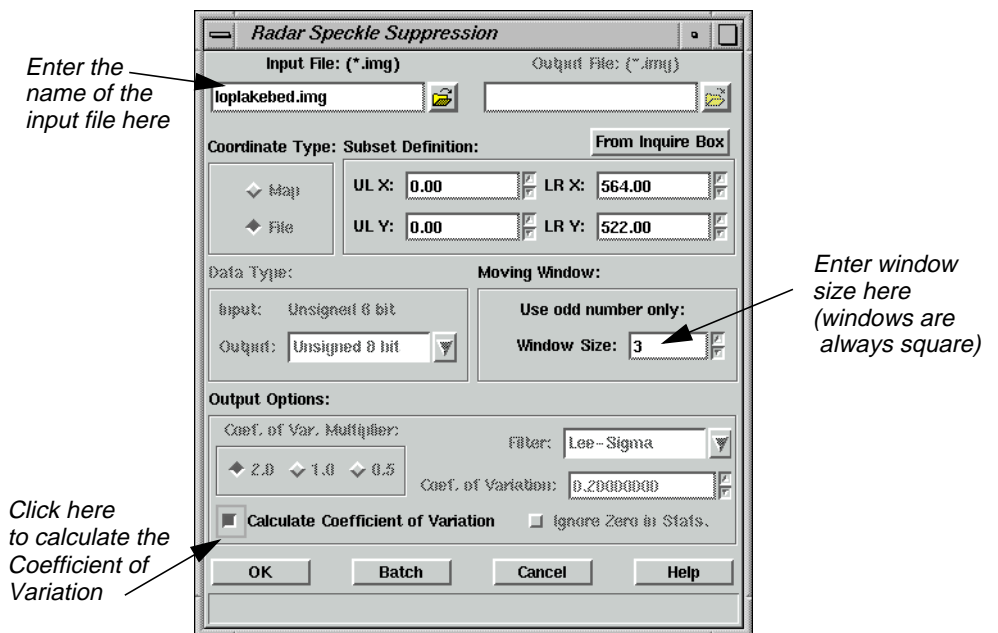 Radar Speckle Suppression
Enter the
name of the
input file here
Input File: (*.img)
Output File: (*.img)
loplakebed.img
From Inquire Box
Coordinate Type:
Subset Definition:
Map
File
UL X: 0.00
LR X: 564.00
UL Y: 0.00
LR Y: 522.00
Data Type:
Input: Unsigned 8 bit
Output: Unsigned 8 bit
Moving Window:
Use odd number only:
Window Size: 3
Enter window
size here
(windows are
always square)
Output Options:
Coef. of Var. Multiplier:
2.0 1.0 0.5
Filter: Lee-Sigma
Coef. of Variation: 0.20000000
Click here
to calculate the
Coefficient of
Variation
Calculate Coefficient of Variation
Ignore Zero in Stats.
OK
Batch
Cancel
Help